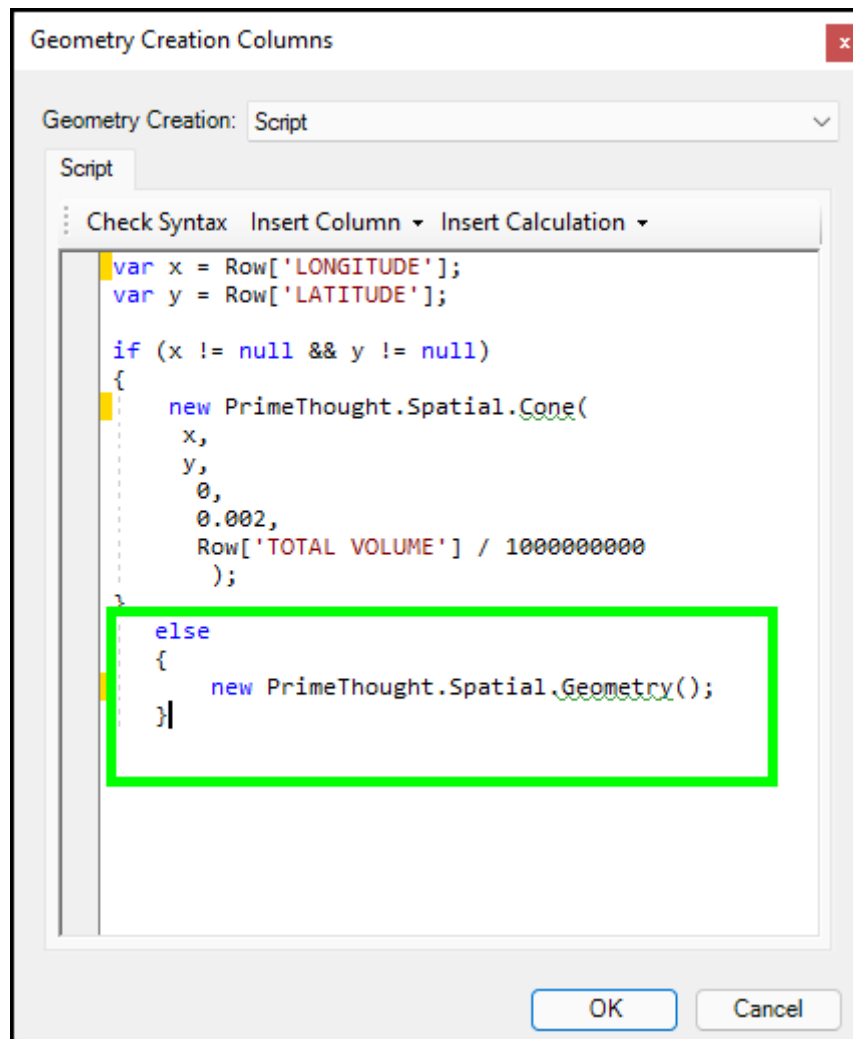 Geometry Creation Columns
x
Geometry Creation: Script
Script
Check Syntax Insert Column Insert Calculation
var x = Row['LONGITUDE'];
var y = Row['LATITUDE'];
if (x != null && y != null)
{
new PrimeThought.Spatial.Cone(
x,
y,
0,
0.002,
Row['TOTAL VOLUME'] / 1000000000
);
}
else
{
new PrimeThought.Spatial.Geometry();
}
OK Cancel